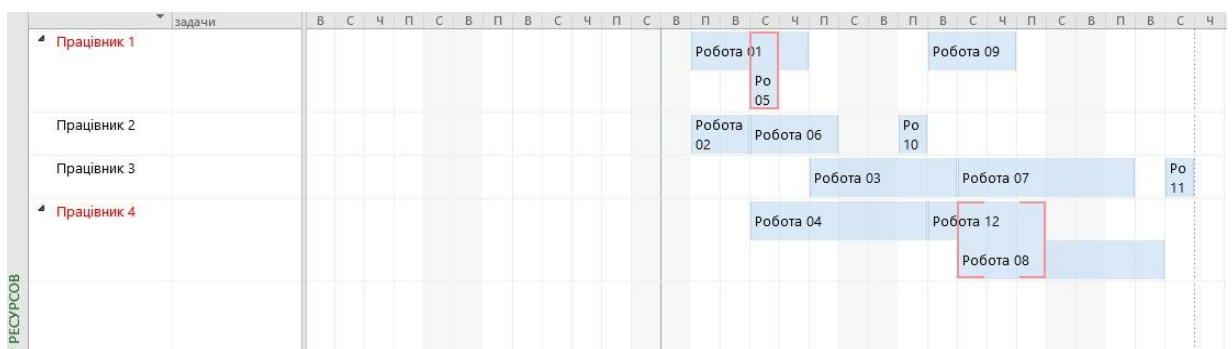 задачи В С Ч П С В П В С Ч П С В П В С Ч П С В П В С Ч П С В П В С Ч
Працівник 1
Робота 01
Робота 09
Ро
05
Працівник 2
Робота
02
Робота 06
Ро
10
Працівник 3
Робота 03
Робота 07
Ро
11
Працівник 4
Робота 04
Робота 12
Робота 08
РЕСУРСОВ